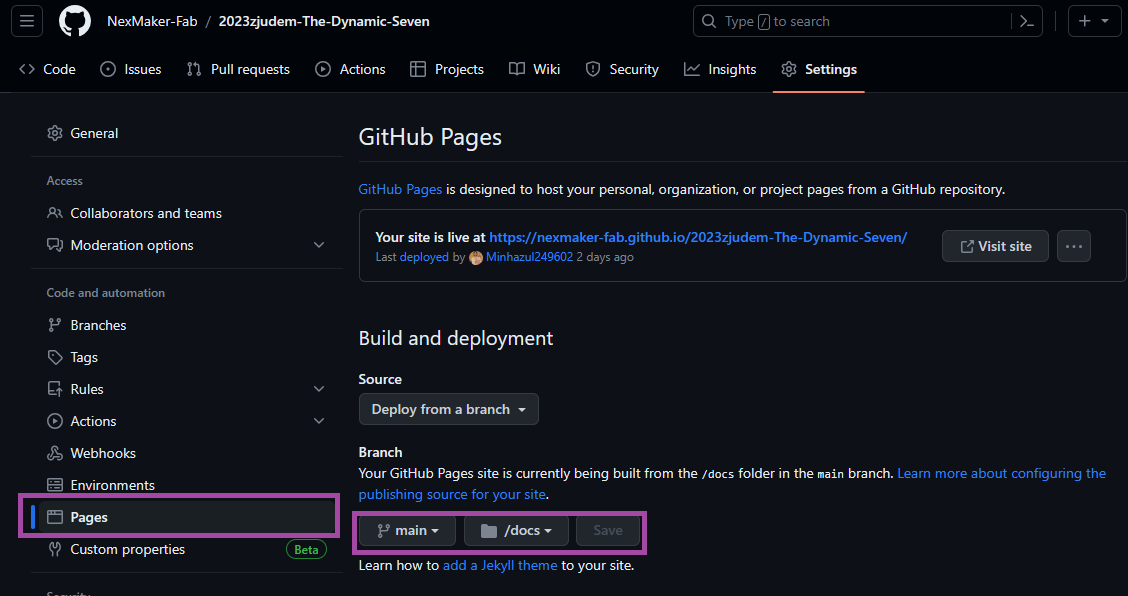 NexMaker-Fab / 2023zjudem-The-Dynamic-Seven
Type / to search
Code Issues Pull requests Actions Projects Wiki Security Insights Settings
General
Access
Collaborators and teams
Moderation options
Code and automation
Branches
Tags
Rules
Actions
Webhooks
Environments
Pages
Custom properties Beta
Security
GitHub Pages
GitHub Pages is designed to host your personal, organization, or project pages from a GitHub repository.
Your site is live at https://nexmaker-fab.github.io/2023zjudem-The-Dynamic-Seven/
Last deployed by Minhazul249602 2 days ago
Visit site
Build and deployment
Source
Deploy from a branch
Branch
Your GitHub Pages site is currently being built from the /docs folder in the main branch. Learn more about configuring the
publishing source for your site.
main /docs Save
Learn how to add a Jekyll theme to your site.